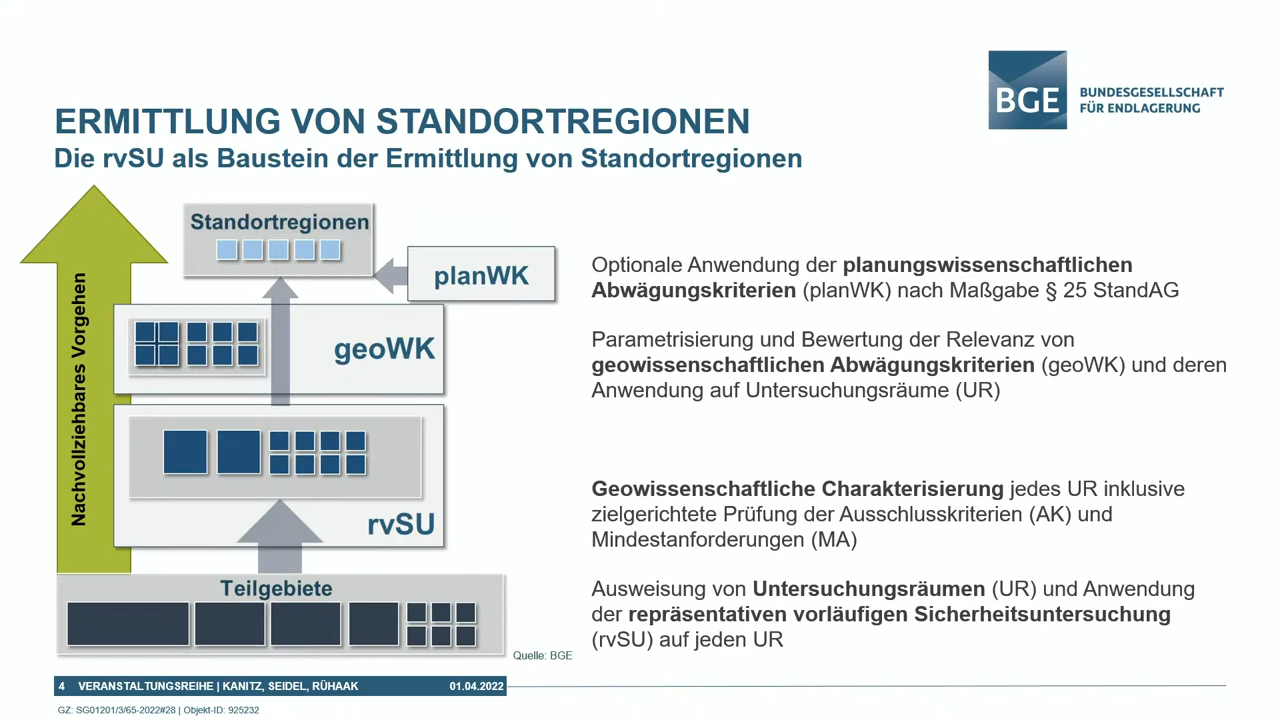 BGE
BUNDESGESELLSCHAFT
FÜR ENDLAGERUNG
ERMITTLUNG VON STANDORTREGIONEN
Die rvSU als Baustein der Ermittlung von Standortregionen
Nachvollziehbares Vorgehen
Standortregionen
planWK
geoWK
rvSU
Teilgebiete
Quelle: BGE
Optionale Anwendung der planungswissenschaftlichen
Abwägungskriterien (planWK) nach Maßgabe § 25 StandAG
Parametrisierung und Bewertung der Relevanz von
geowissenschaftlichen Abwägungskriterien (geoWK) und deren
Anwendung auf Untersuchungsräume (UR)
Geowissenschaftliche Charakterisierung jedes UR inklusive
zielgerichtete Prüfung der Ausschlusskriterien (AK) und
Mindestanforderungen (MA)
Ausweisung von Untersuchungsräumen (UR) und Anwendung
der repräsentativen vorläufigen Sicherheitsuntersuchung
(rvSU) auf jeden UR
4 VERANSTALTUNGSREIHE | KANITZ, SEIDEL, RÜHAAK 01.04.2022
GZ: SG01201/3/65-2022#28 | Objekt-ID: 925232